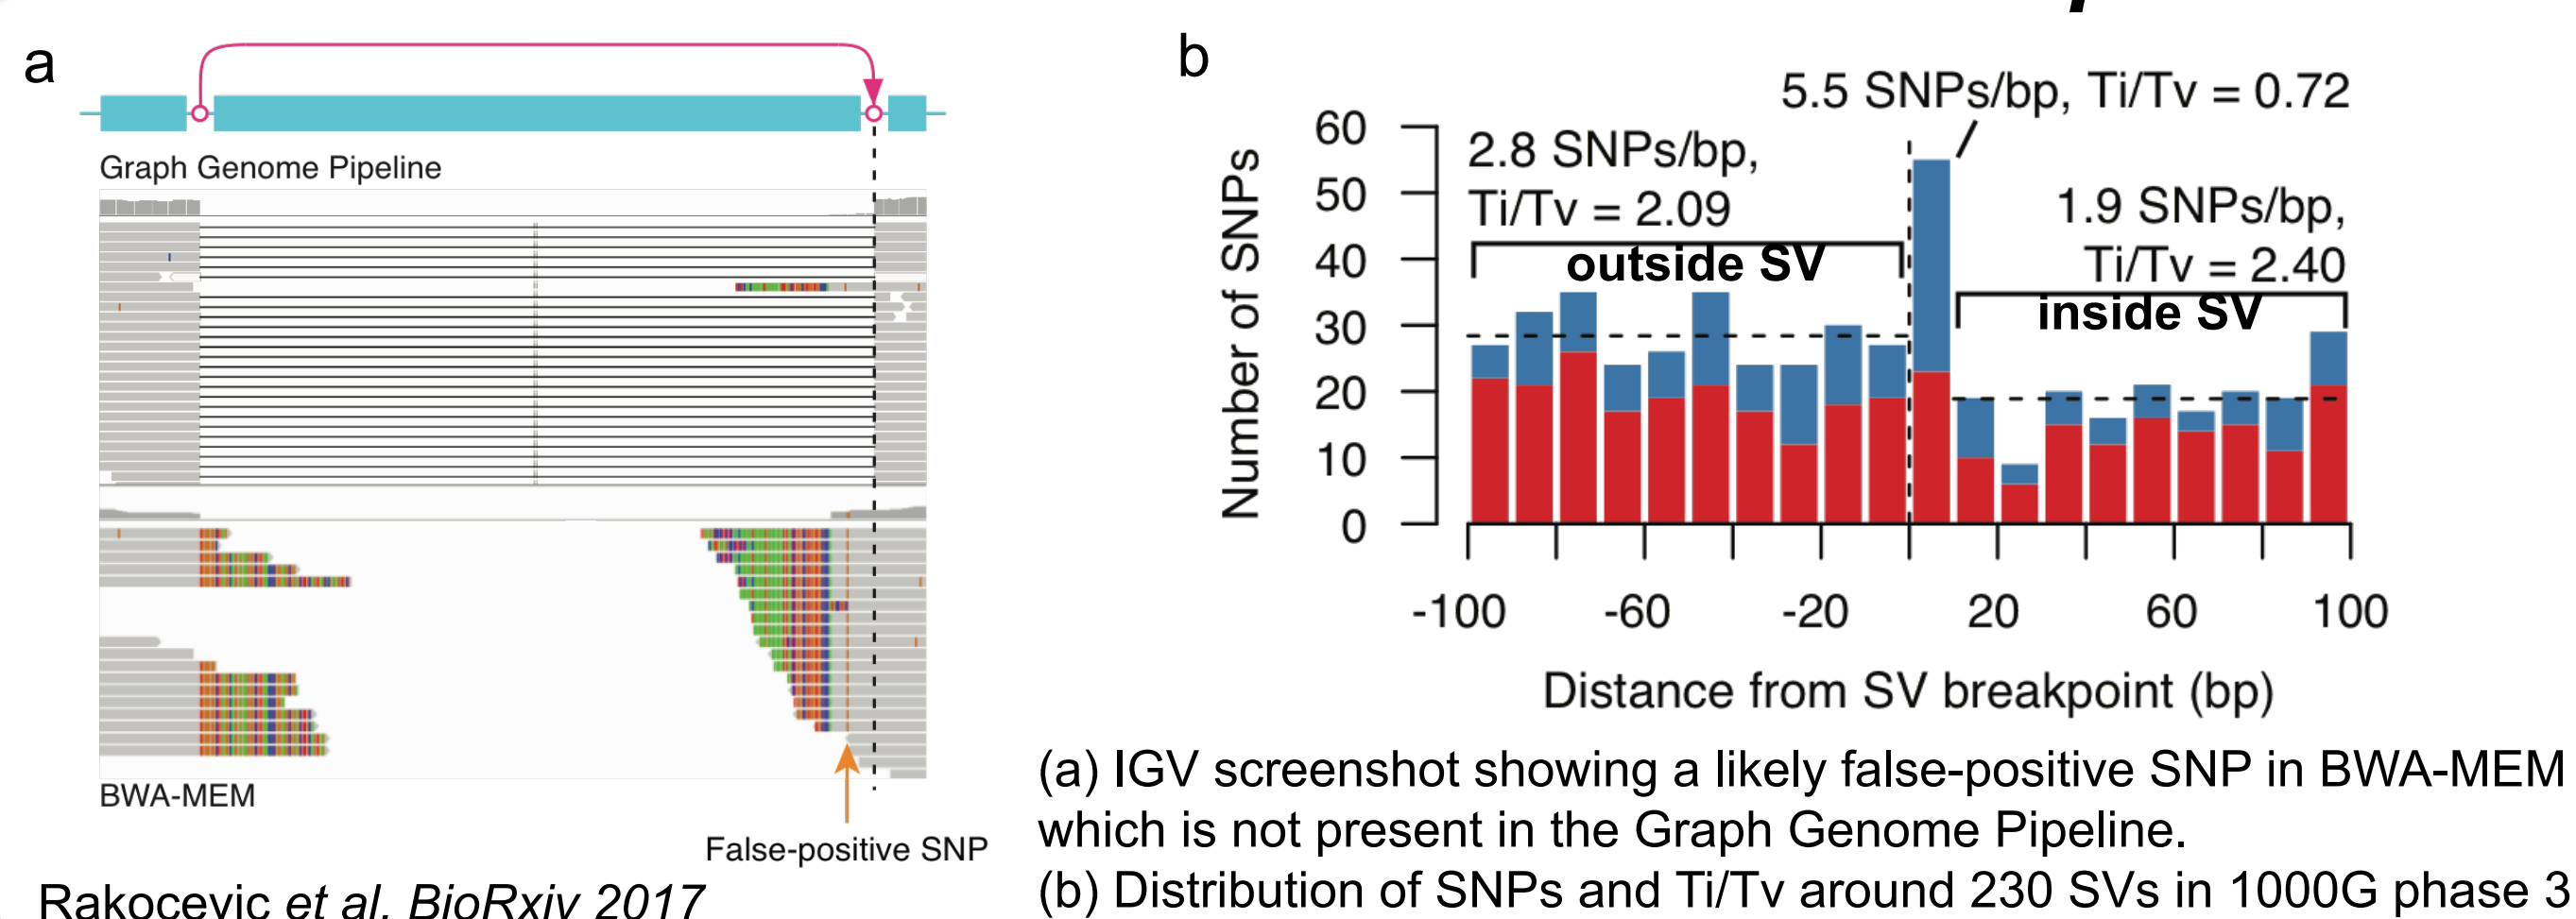 a
Graph Genome Pipeline
BWA-MEM
False-positive SNP
Rakocevic et al. BioRxiv 2017
b
5.5 SNPs/bp, Ti/Tv = 0.72
2.8 SNPs/bp,
Ti/Tv = 2.09
1.9 SNPs/bp,
Ti/Tv = 2.40
outside SV
inside SV
Number of SNPs
60
50
40
30
20
10
0
-100 -60 -20 20 60 100
Distance from SV breakpoint (bp)
(a) IGV screenshot showing a likely false-positive SNP in BWA-MEM
which is not present in the Graph Genome Pipeline.
(b) Distribution of SNPs and Ti/Tv around 230 SVs in 1000G phase 3